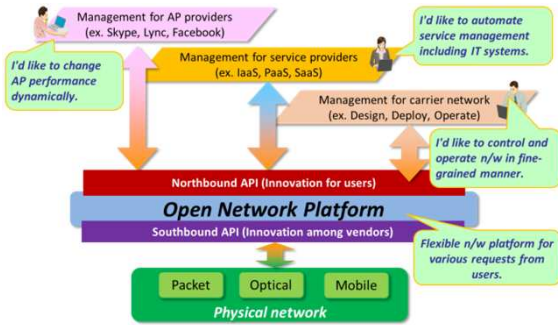 Management for AP providers
(ex. Skype, Lync, Facebook)
I'd like to automate
service management
including IT systems.
I'd like to change
AP performance
dynamically.
Management for service providers
(ex. IaaS, PaaS, SaaS)
Management for carrier network
(ex. Design, Deploy, Operate)
I'd like to control and
operate n/w in fine-
grained manner.
Northbound API (Innovation for users)
Open Network Platform
Southbound API (Innovation among vendors)
Flexible n/w platform for
various requests from
users.
Packet
Optical
Mobile
Physical network